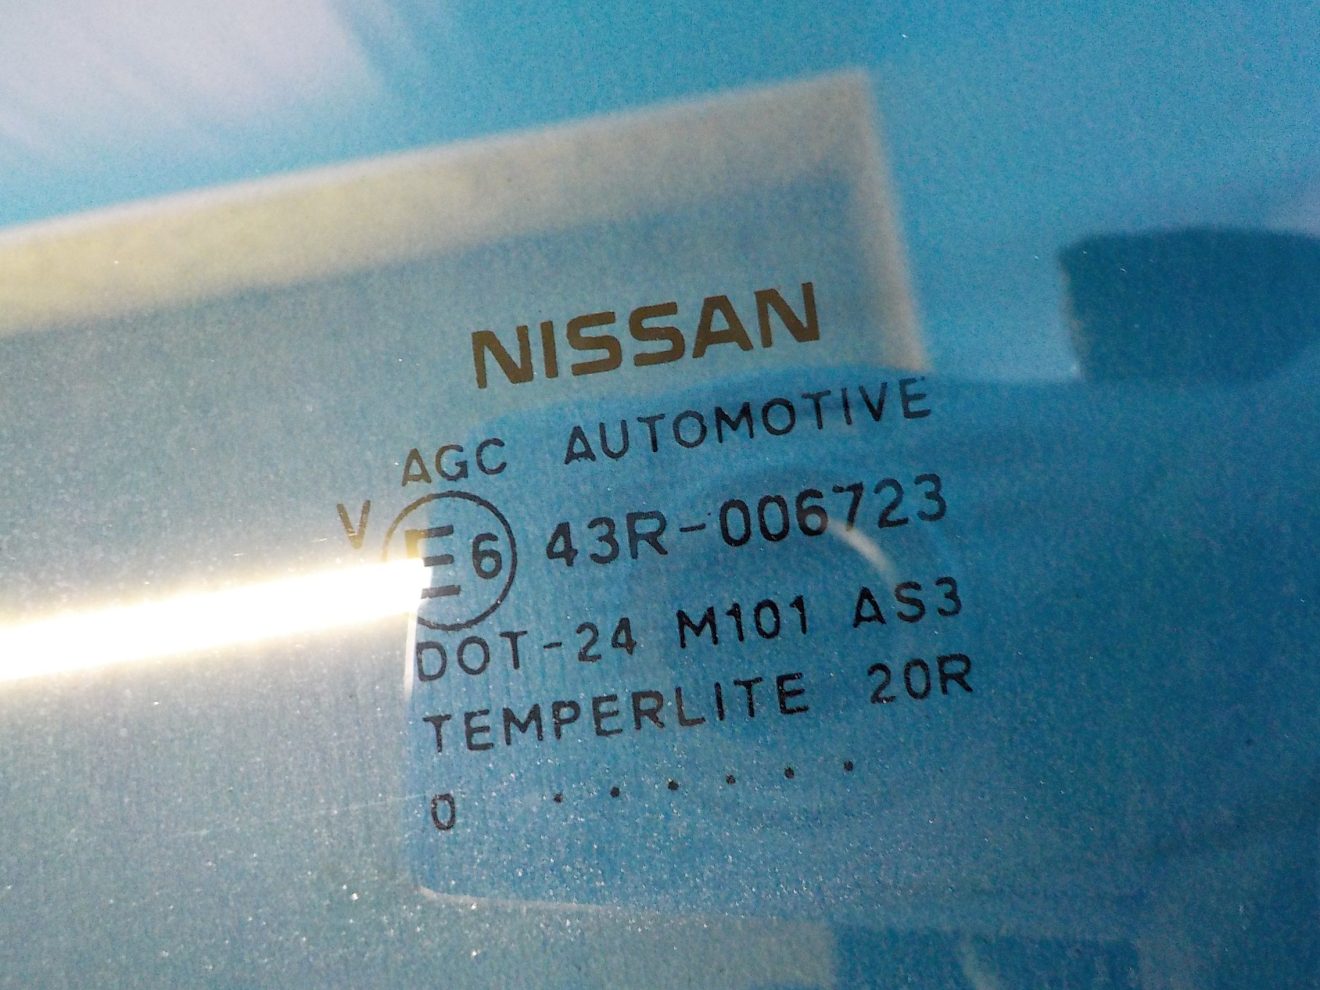 NISSAN
AGC AUTOMOTIVE
V E6 43R-006723
DOT-24 M101 AS3
TEMPERLITE 20R
0 . . . . . .